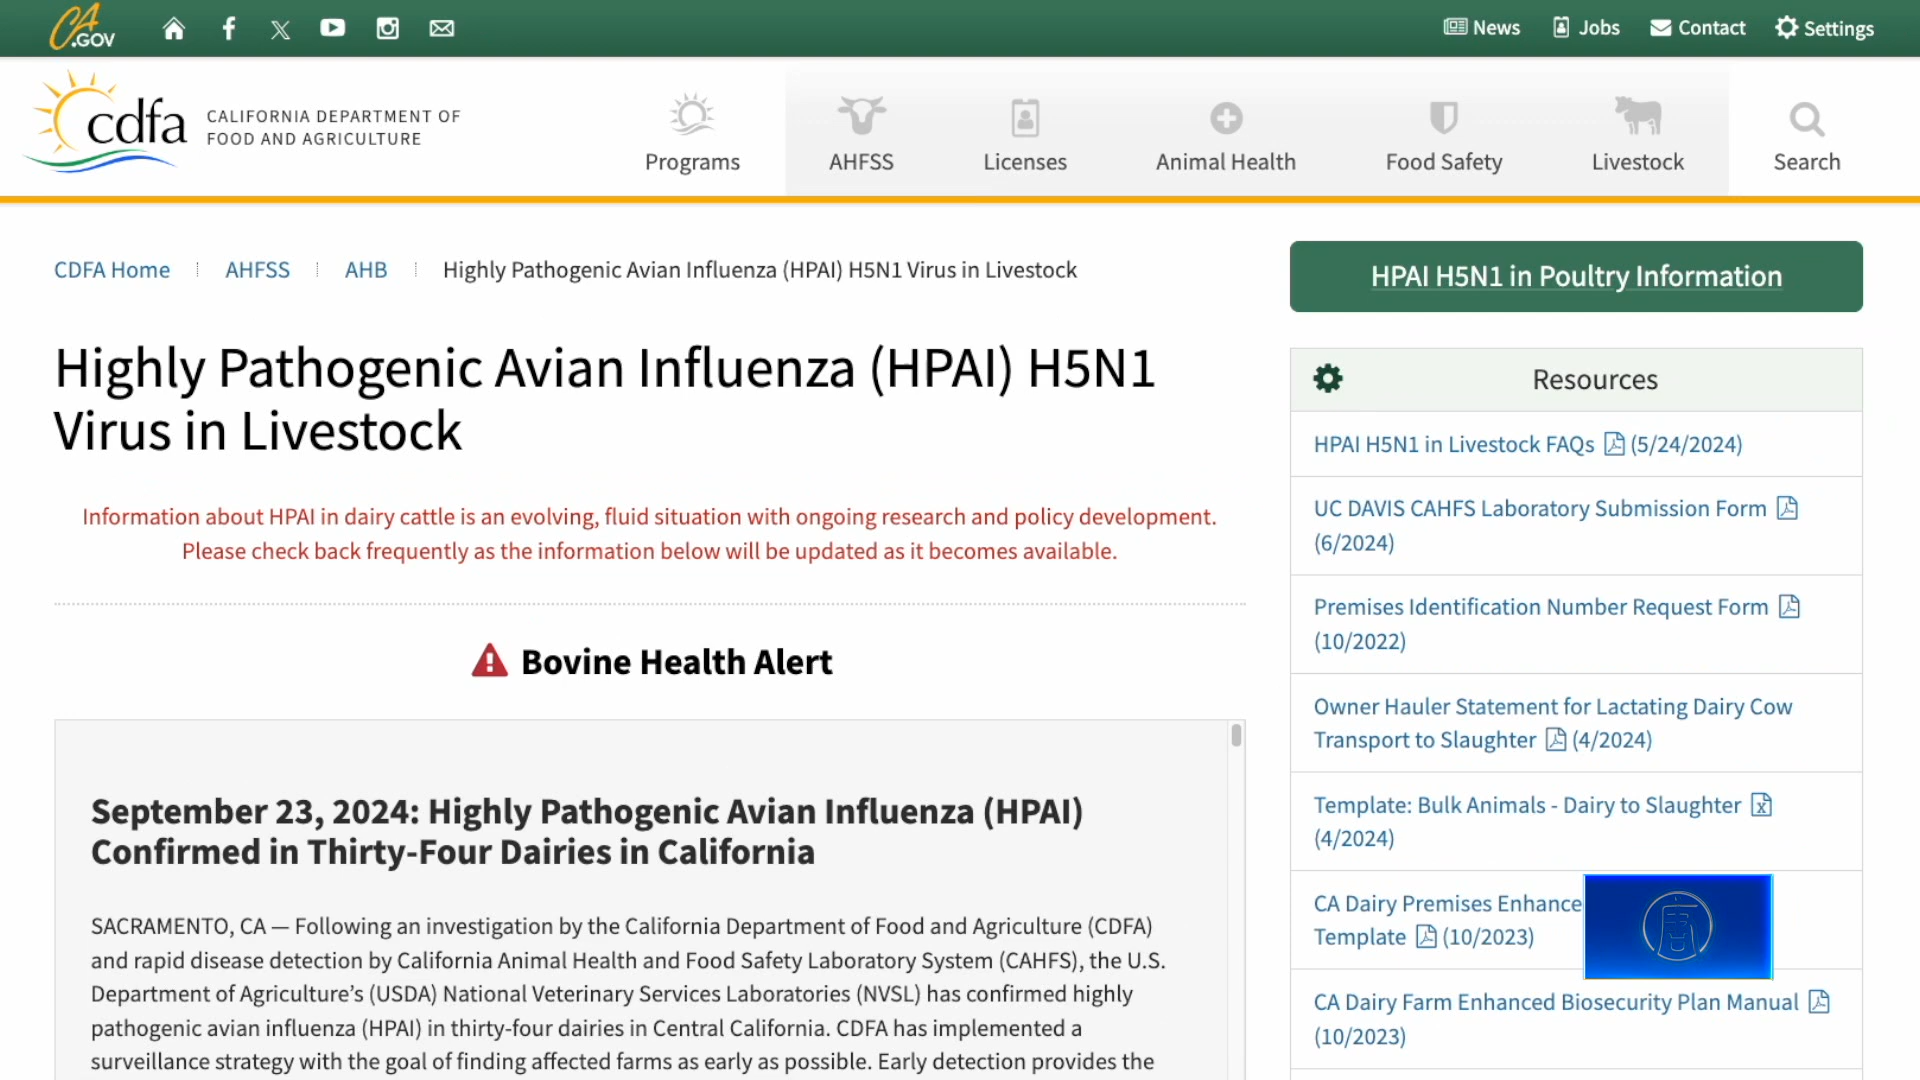 CA.GOV
News
Jobs
Contact
Settings
cdfa
CALIFORNIA DEPARTMENT OF
FOOD AND AGRICULTURE
Programs
AHFSS
Licenses
Animal Health
Food Safety
Livestock
Search
CDFA Home
AHFSS
AHB
Highly Pathogenic Avian Influenza (HPAI) H5N1 Virus in Livestock
Highly Pathogenic Avian Influenza (HPAI) H5N1
Virus in Livestock
Information about HPAI in dairy cattle is an evolving, fluid situation with ongoing research and policy development.
Please check back frequently as the information below will be updated as it becomes available.
Bovine Health Alert
September 23, 2024: Highly Pathogenic Avian Influenza (HPAI)
Confirmed in Thirty-Four Dairies in California
SACRAMENTO, CA — Following an investigation by the California Department of Food and Agriculture (CDFA)
and rapid disease detection by California Animal Health and Food Safety Laboratory System (CAHFS), the U.S.
Department of Agriculture’s (USDA) National Veterinary Services Laboratories (NVSL) has confirmed highly
pathogenic avian influenza (HPAI) in thirty-four dairies in Central California. CDFA has implemented a
surveillance strategy with the goal of finding affected farms as early as possible. Early detection provides the
HPAI H5N1 in Poultry Information
Resources
HPAI H5N1 in Livestock FAQs (5/24/2024)
UC DAVIS CAHFS Laboratory Submission Form
(6/2024)
Premises Identification Number Request Form
(10/2022)
Owner Hauler Statement for Lactating Dairy Cow
Transport to Slaughter (4/2024)
Template: Bulk Animals - Dairy to Slaughter
(4/2024)
CA Dairy Premises Enhance
Template (10/2023)
CA Dairy Farm Enhanced Biosecurity Plan Manual
(10/2023)